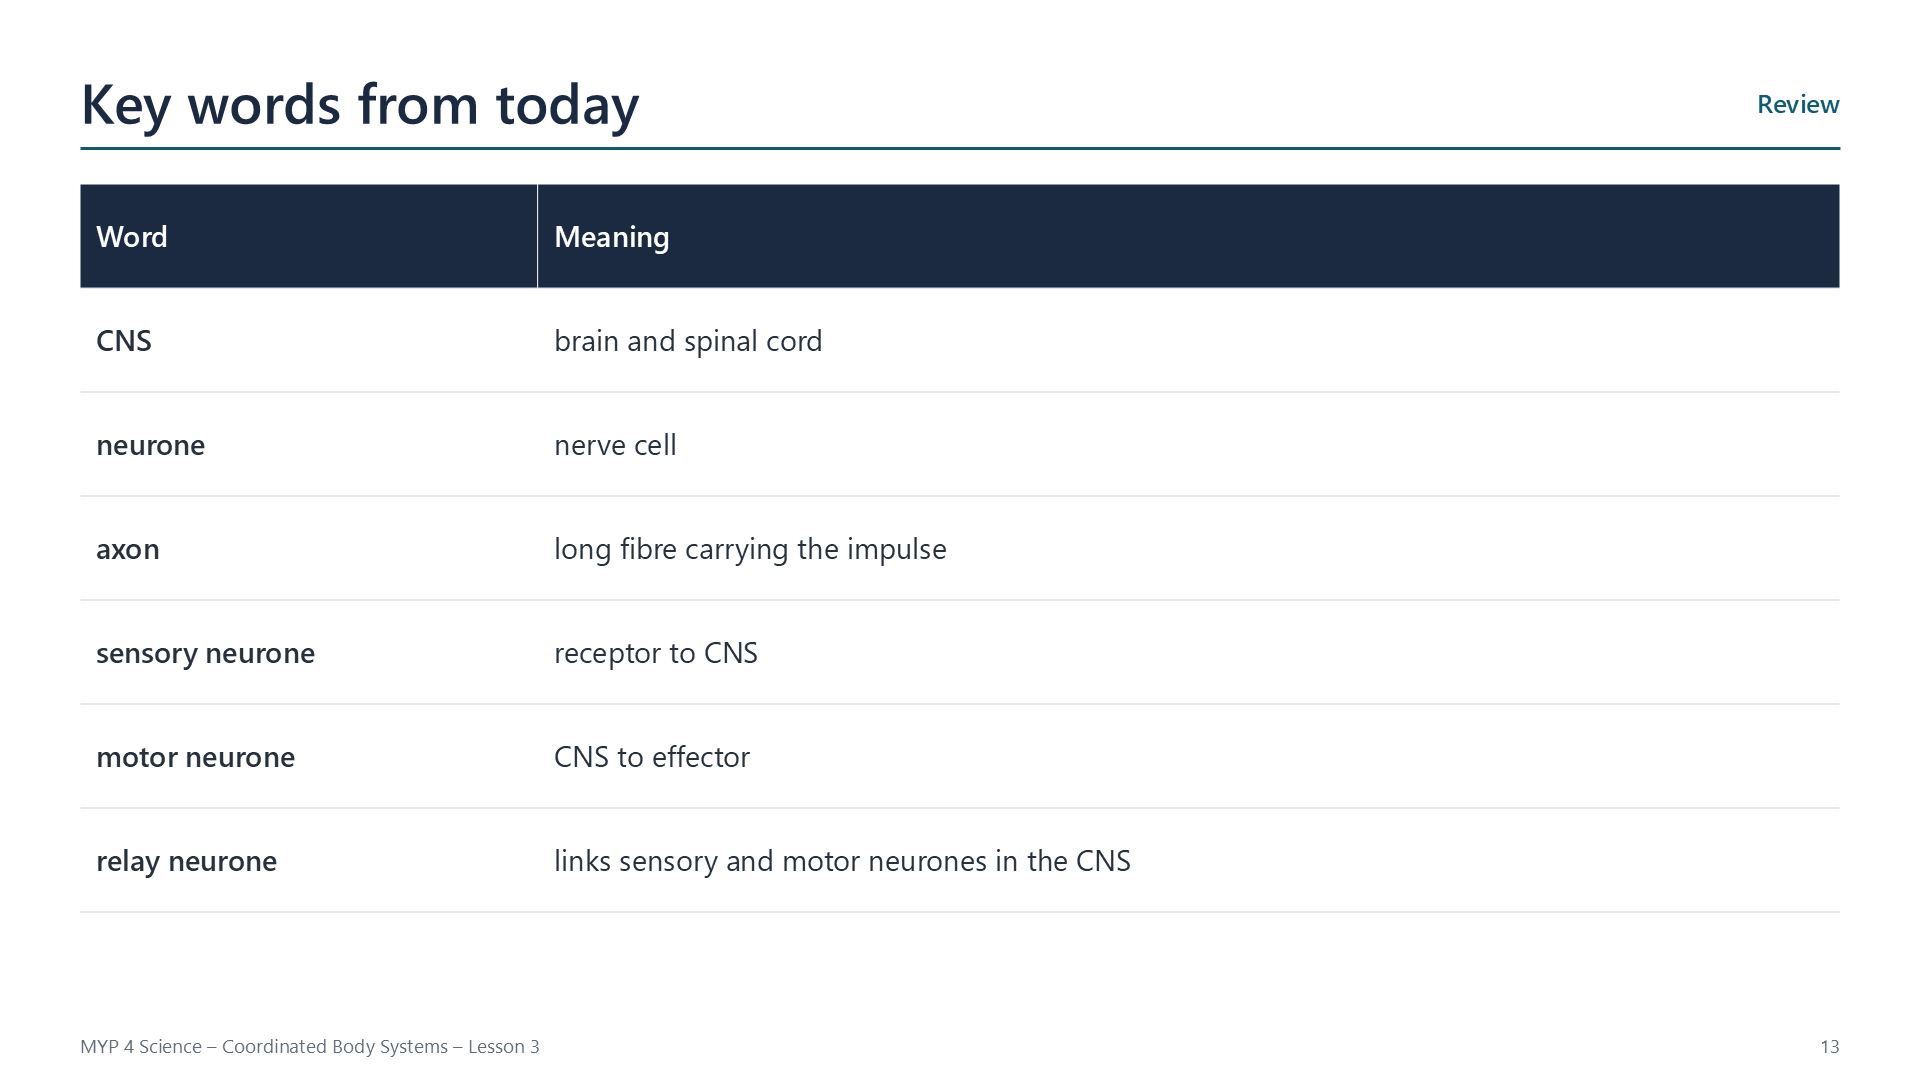 Key words from today
Review
Word Meaning
CNS brain and spinal cord
neurone nerve cell
axon long fibre carrying the impulse
sensory neurone receptor to CNS
motor neurone CNS to effector
relay neurone links sensory and motor neurones in the CNS
MYP 4 Science – Coordinated Body Systems – Lesson 3
13